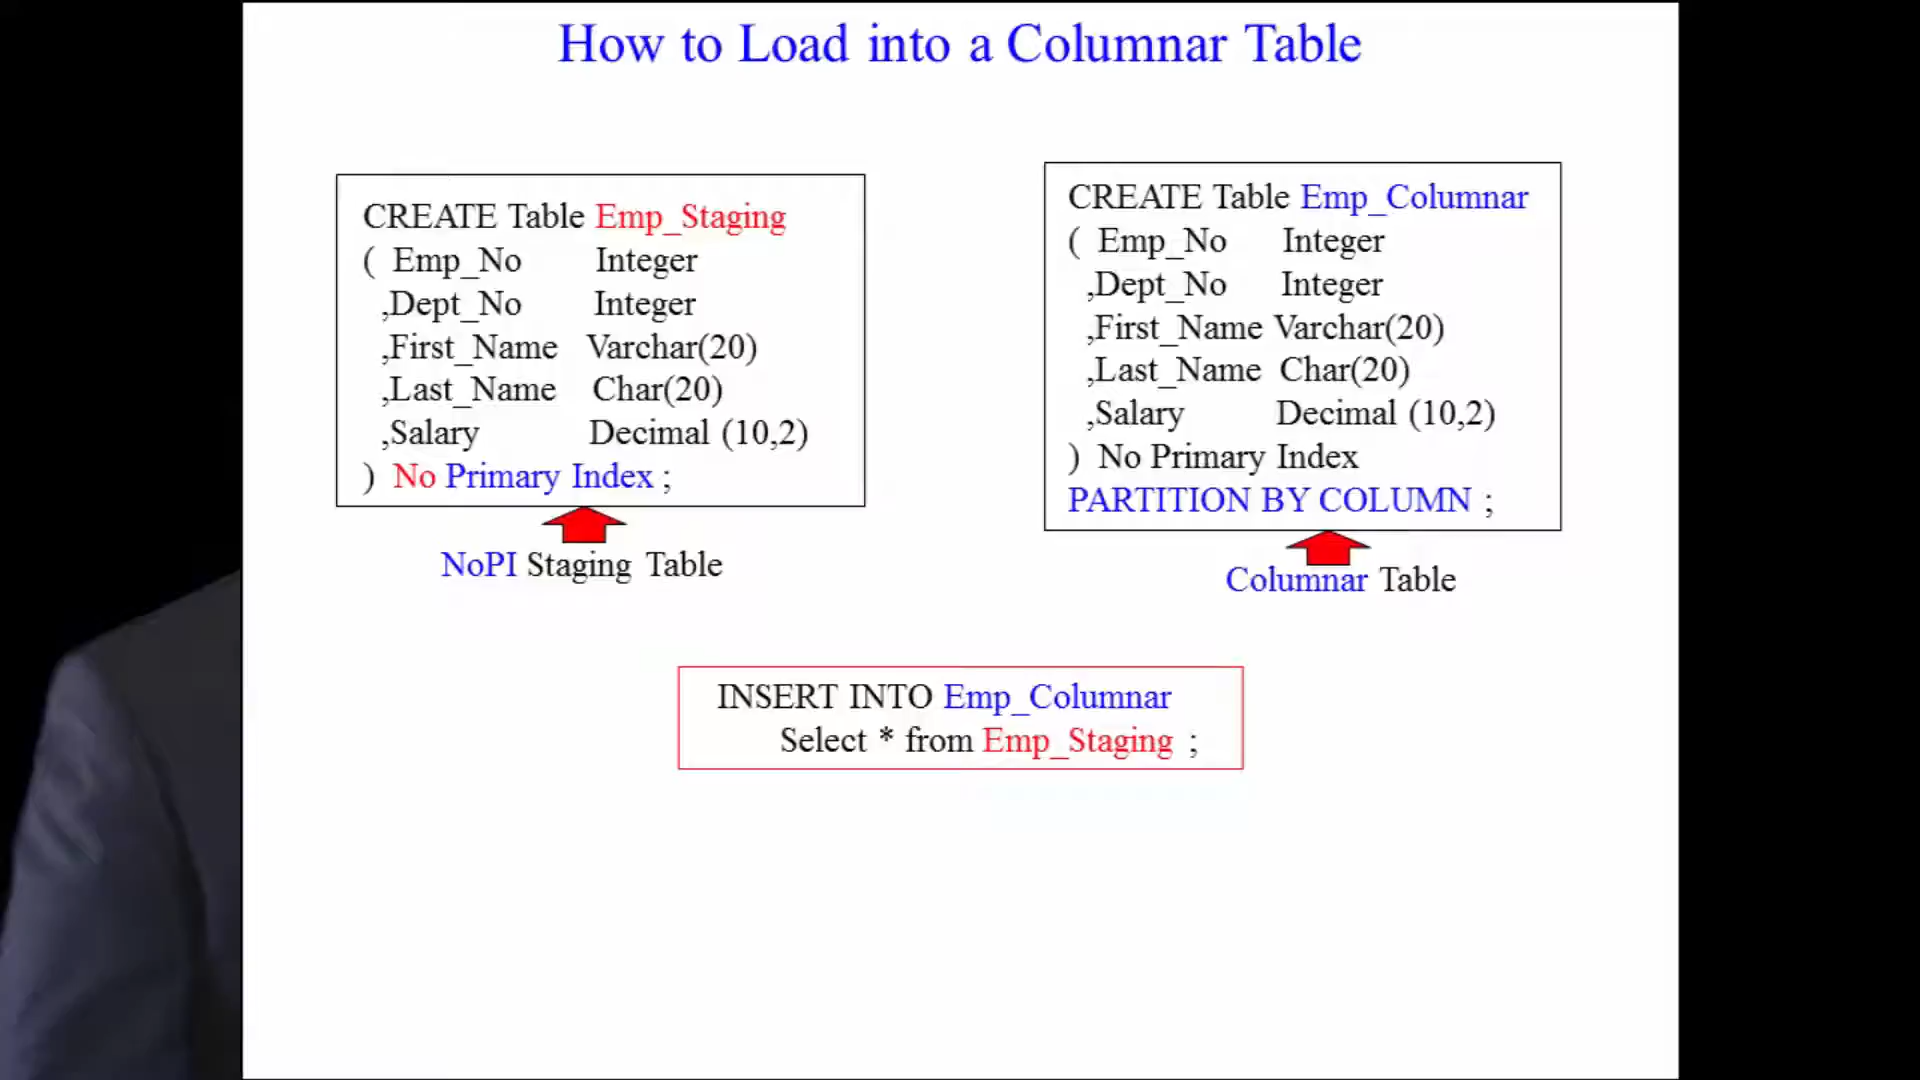 How to Load into a Columnar Table
CREATE Table Emp_Staging
( Emp_No Integer
,Dept_No Integer
,First_Name Varchar(20)
,Last_Name Char(20)
,Salary Decimal (10,2)
) No Primary Index ;
NoPI Staging Table
CREATE Table Emp_Columnar
( Emp_No Integer
,Dept_No Integer
,First_Name Varchar(20)
,Last_Name Char(20)
,Salary Decimal (10,2)
) No Primary Index
PARTITION BY COLUMN ;
Columnar Table
INSERT INTO Emp_Columnar
Select * from Emp_Staging ;